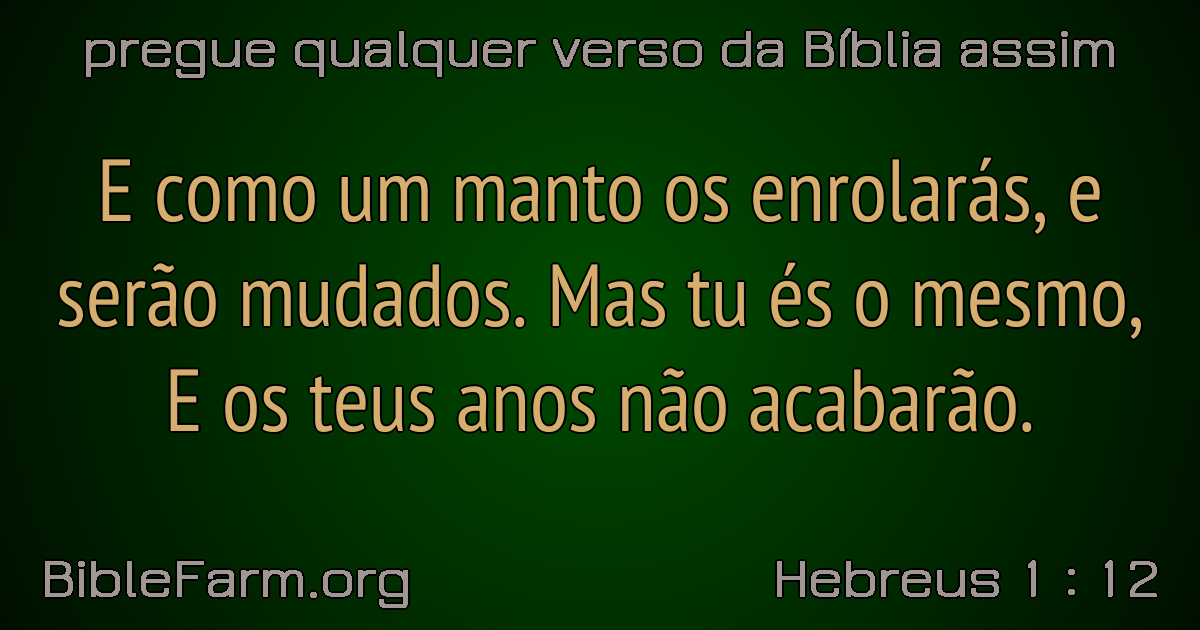 pregue qualquer verso da Bíblia assim
E como um manto os enrolarás, e
serão mudados. Mas tu és o mesmo,
E os teus anos não acabarão.
BibleFarm.org
Hebreus 1 : 12